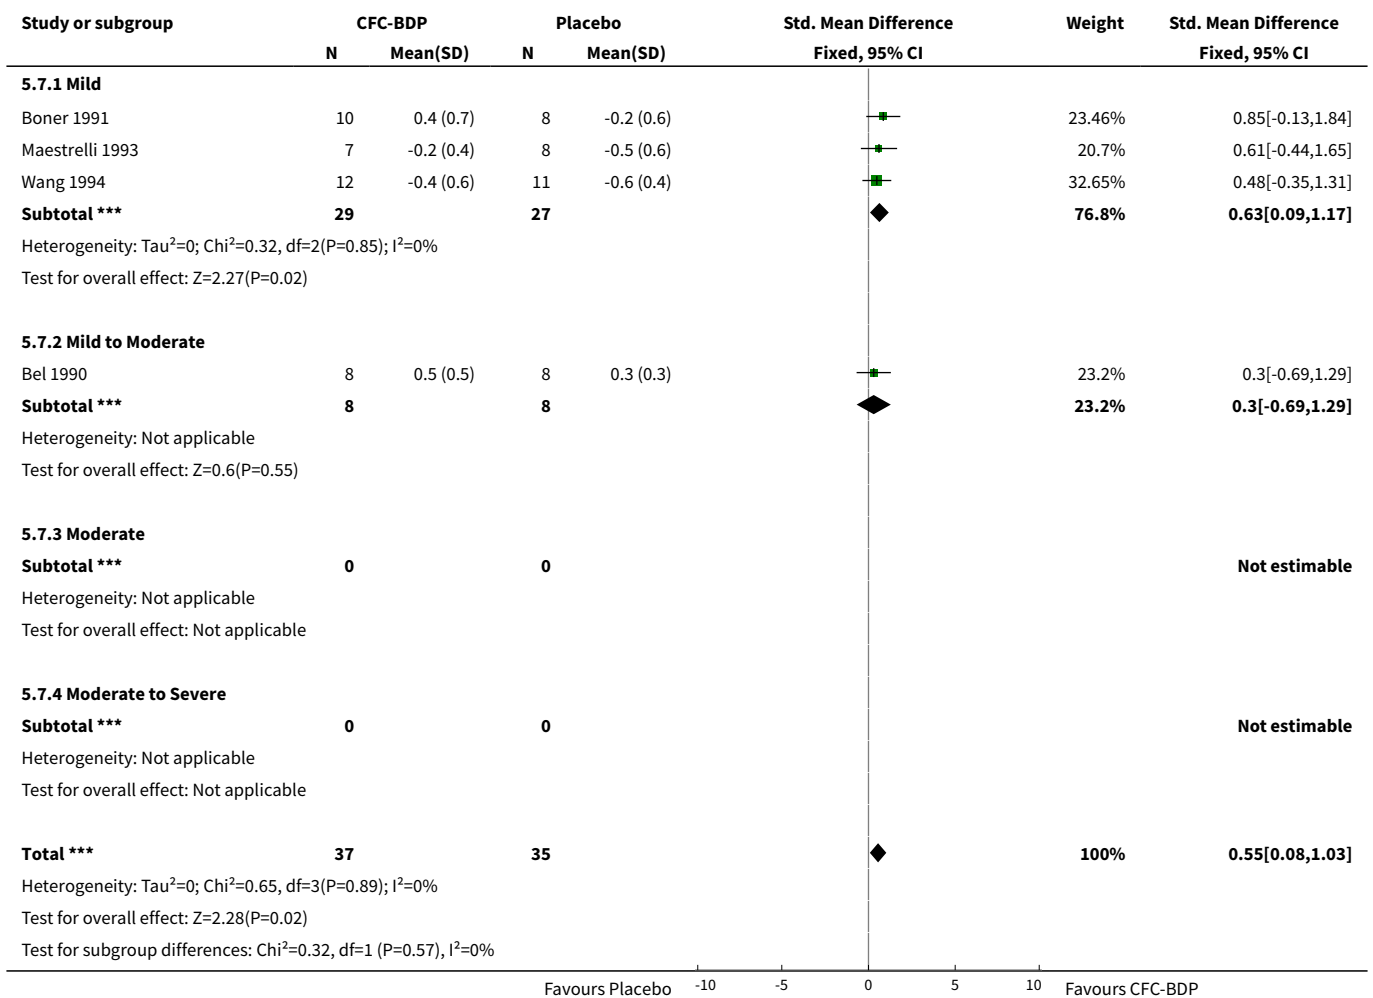 Study or subgroup CFC-BDP Placebo Std. Mean Difference Weight Std. Mean Difference
N Mean(SD) N Mean(SD) Fixed, 95% CI Fixed, 95% CI
5.7.1 Mild
Boner 1991 10 0.4 (0.7) 8 -0.2 (0.6) 23.46% 0.85[-0.13,1.84]
Maestrelli 1993 7 -0.2 (0.4) 8 -0.5 (0.6) 20.7% 0.61[-0.44,1.65]
Wang 1994 12 -0.4 (0.6) 11 -0.6 (0.4) 32.65% 0.48[-0.35,1.31]
Subtotal *** 29 27 76.8% 0.63[0.09,1.17]
Heterogeneity: Tau²=0; Chi²=0.32, df=2(P=0.85); I²=0%
Test for overall effect: Z=2.27(P=0.02)
5.7.2 Mild to Moderate
Bel 1990 8 0.5 (0.5) 8 0.3 (0.3) 23.2% 0.3[-0.69,1.29]
Subtotal *** 8 8 23.2% 0.3[-0.69,1.29]
Heterogeneity: Not applicable
Test for overall effect: Z=0.6(P=0.55)
5.7.3 Moderate
Subtotal *** 0 0 Not estimable
Heterogeneity: Not applicable
Test for overall effect: Not applicable
5.7.4 Moderate to Severe
Subtotal *** 0 0 Not estimable
Heterogeneity: Not applicable
Test for overall effect: Not applicable
Total *** 37 35 100% 0.55[0.08,1.03]
Heterogeneity: Tau²=0; Chi²=0.65, df=3(P=0.89); I²=0%
Test for overall effect: Z=2.28(P=0.02)
Test for subgroup differences: Chi²=0.32, df=1 (P=0.57), I²=0%
Favours Placebo -10 -5 0 5 10 Favours CFC-BDP